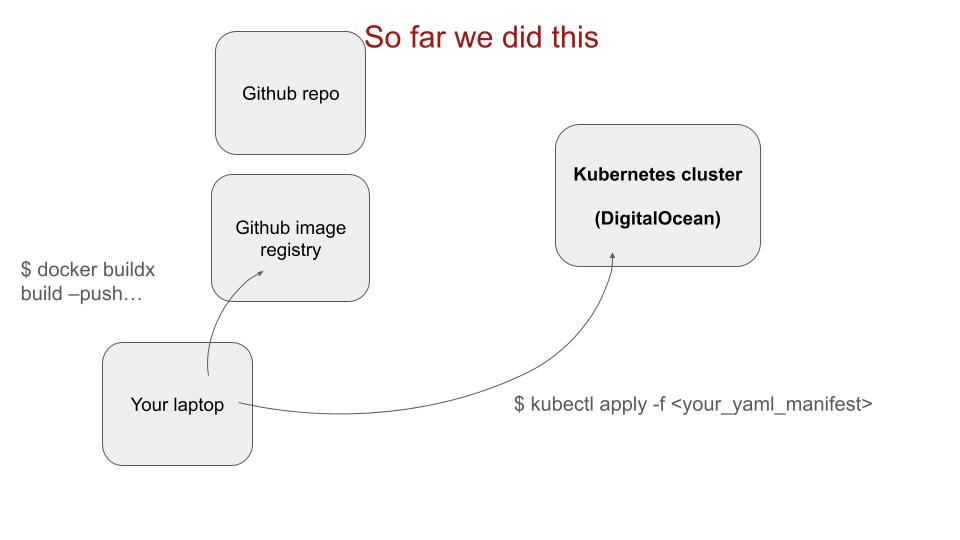 So far we did this
Github repo
Kubernetes cluster
(DigitalOcean)
Github image
registry
$ docker buildx
build –push…
Your laptop
$ kubectl apply -f <your_yaml_manifest>